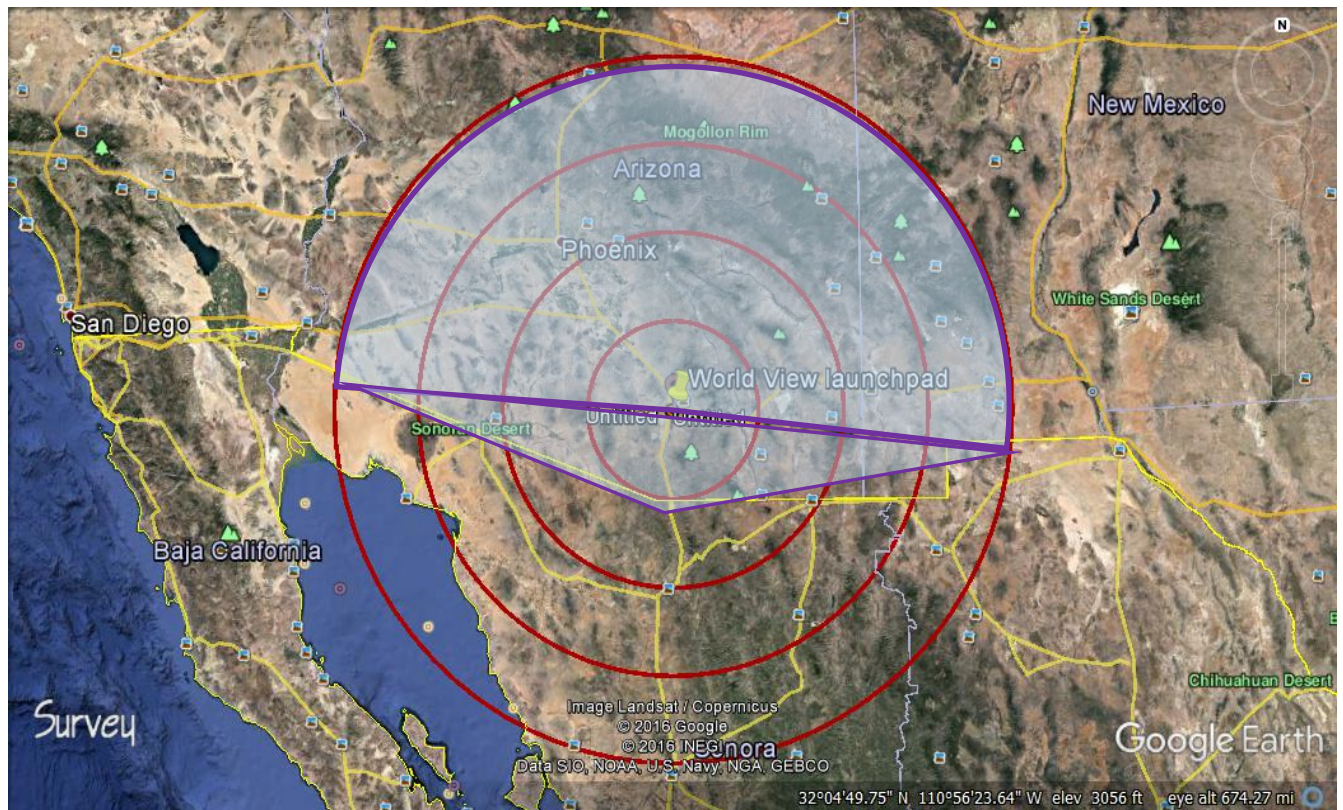 N
New Mexico
Mogollon Rim
Arizona
Phoenix
White Sands Desert
San Diego
World View launchpad
Untitled
Untitled
Sonoran Desert
Baja California
Chihuahuan Desert
Image Landsat / Copernicus
© 2016 Google
© 2016 INEGI
Sonora
Data SIO, NOAA, U.S. Navy, NGA, GEBCO
Survey
Google Earth
32°04'49.75" N 110°56'23.64" W elev 3056 ft eye alt 674.27 mi